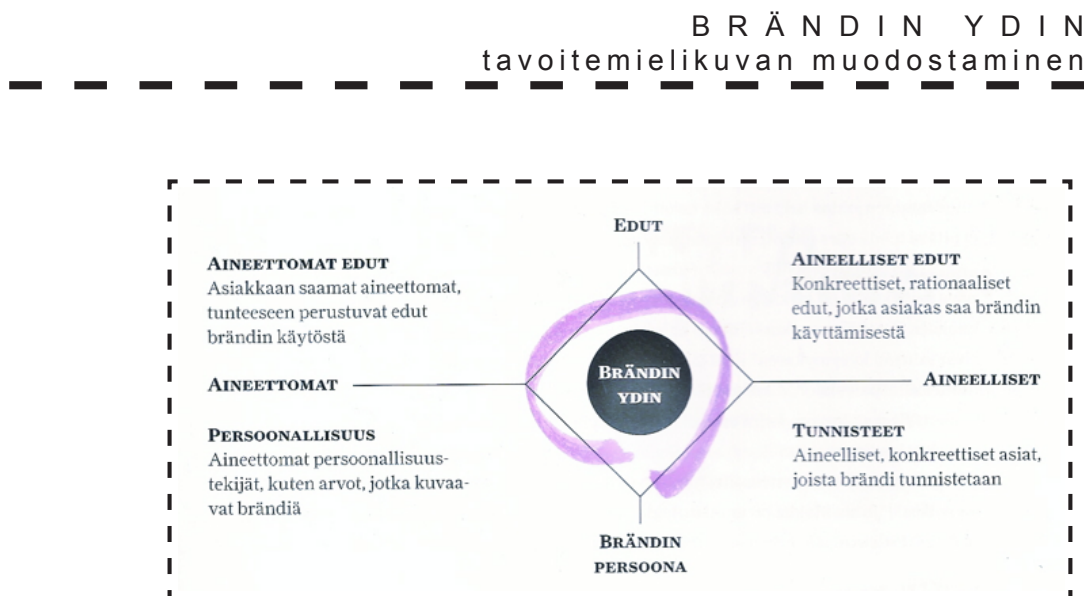 BRÄNDIN YDIN
tavoitemielikuvan muodostaminen
EDUT
AINEETTOMAT EDUT
Asiakkaan saamat aineettomat,
tunteeseen perustuvat edut
brändin käytöstä
AINEELLISET EDUT
Konkreettiset, rationaaliset
edut, jotka asiakas saa brändin
käyttämisestä
BRÄNDIN
YDIN
AINEETTOMAT
AINEELLISET
PERSOONALLISUUS
Aineettomat persoonallisuus-
tekijät, kuten arvot, jotka kuvaa-
vat brändiä
TUNNISTEET
Aineelliset, konkreettiset asiat,
joista brändi tunnistetaan
BRÄNDIN
PERSOONA